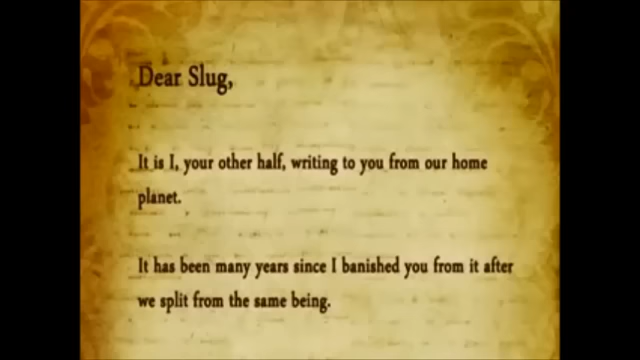 Dear Slug,
It is I, your other half, writing to you from our home
planet.
It has been many years since I banished you from it after
we split from the same being.